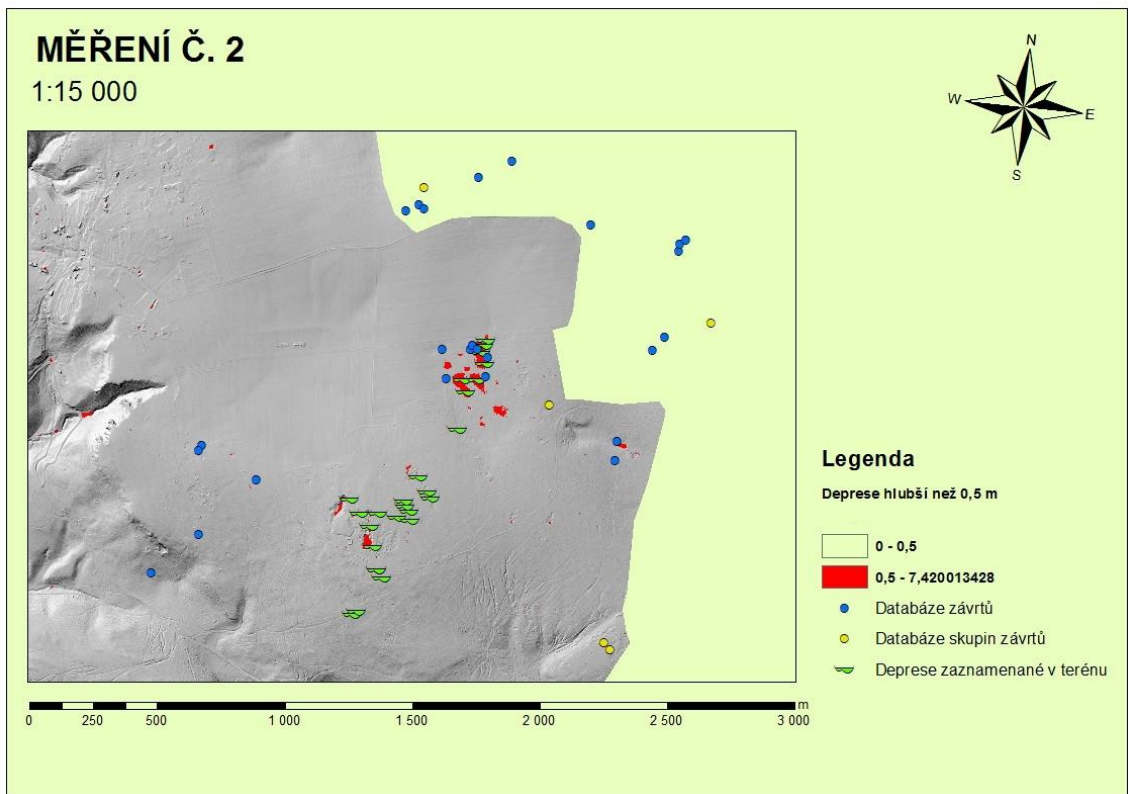 MĚŘENÍ Č. 2
1:15 000
N
W
E
S
Legenda
Deprese hlubší než 0,5 m
0 - 0,5
0,5 - 7,420013428
Databáze závrtů
Databáze skupin závrtů
Deprese zaznamenané v terénu
m
0 250 500 1 000 1 500 2 000 2 500 3 000